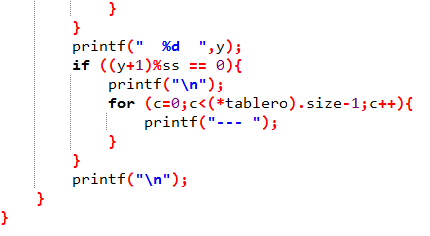 }
        }
        printf("  %d  ",y);
        if ((y+1)%ss == 0){
            printf("\n");
            for (c=0;c<(*tablero).size-1;c++){
                printf("--- ");
            }
        }
        printf("\n");
    }
}